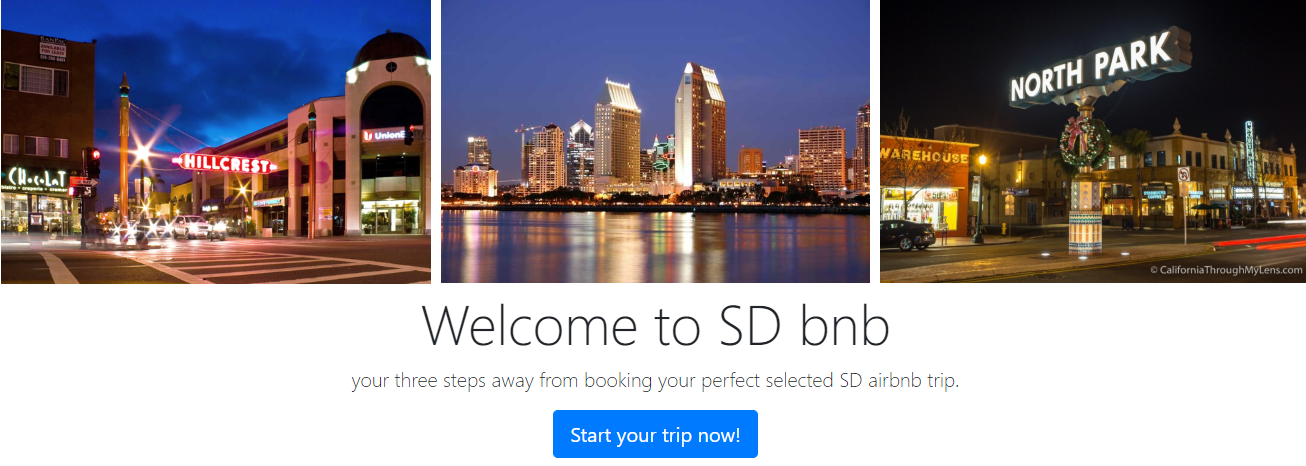 HILLCREST
CHocoLAT
UnionB
WAREHOUSE
NORTH PARK
© CaliforniaThroughMyLens.com
Welcome to SD bnb
your three steps away from booking your perfect selected SD airbnb trip.
Start your trip now!